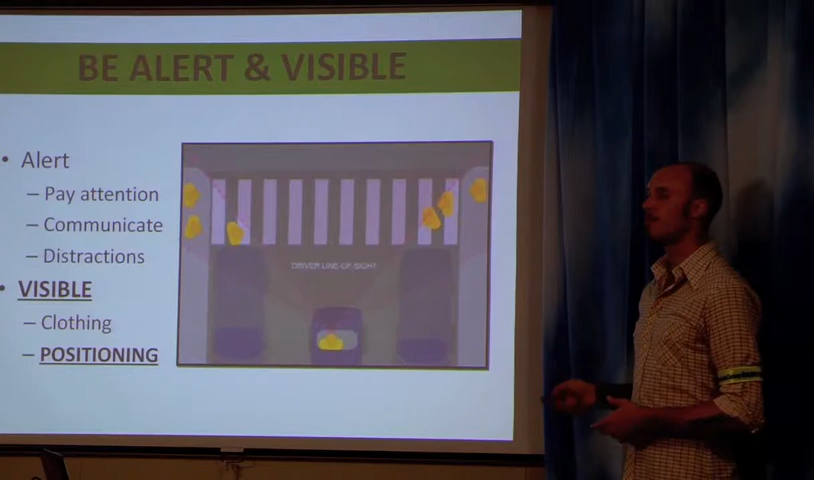 BE ALERT & VISIBLE
• Alert
– Pay attention
– Communicate
– Distractions
• VISIBLE
– Clothing
– POSITIONING
DRIVER LINE-OF-SIGHT